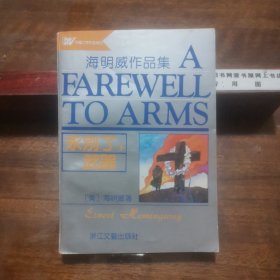 海明威作品集 A
FAREWELL
TO ARMS
永别了,
武器
[美] 海明威著
Ernest Hemingway
浙江文艺出版社